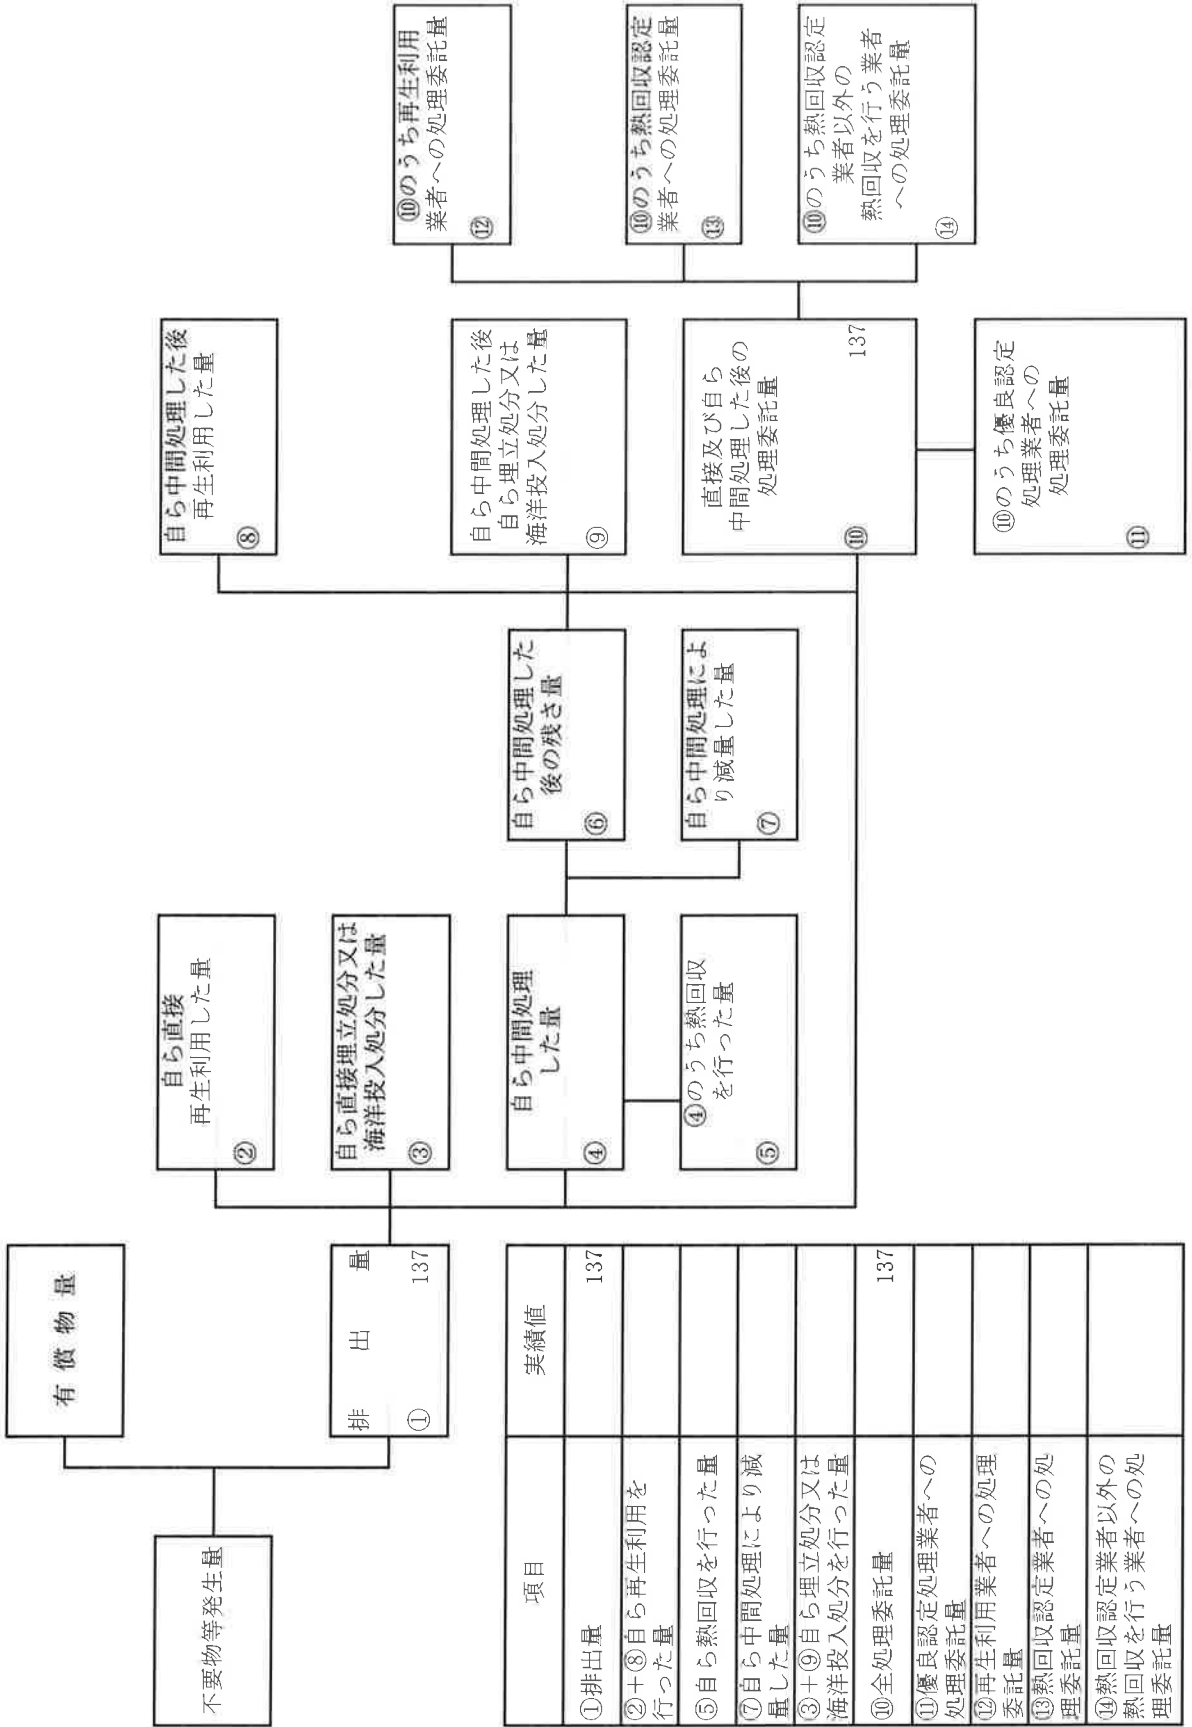 不要物等発生量
有償物量
排出量
① 137
自ら直接
再生利用した量
②
自ら直接埋立処分又は
海洋投入処分した量
③
自ら中間処理
した量
④
④のうち熱回収
を行った量
⑤
自ら中間処理した
後の残さ量
⑥
自ら中間処理によ
り減量した量
⑦
自ら中間処理した後
再生利用した量
⑧
自ら中間処理した後
自ら埋立処分又は
海洋投入処分した量
⑨
直接及び自ら
中間処理した後の
処理委託量
⑩ 137
⑩のうち優良認定
処理業者への
処理委託量
⑪
⑩のうち再生利用
業者への処理委託量
⑫
⑩のうち熱回収認定
業者への処理委託量
⑬
⑩のうち熱回収認定
業者以外の
熱回収を行う業者
への処理委託量
⑭
項目 実績値
①排出量 137
②+⑧自ら再生利用を
行った量
⑤自ら熱回収を行った量
⑦自ら中間処理により減
量した量
③+⑨自ら埋立処分又は
海洋投入処分を行った量
⑩全処理委託量 137
⑪優良認定処理業者への
処理委託量
⑫再生利用業者への処理
委託量
⑬熱回収認定業者への処
理委託量
⑭熱回収認定業者以外の
熱回収を行う業者への処
理委託量